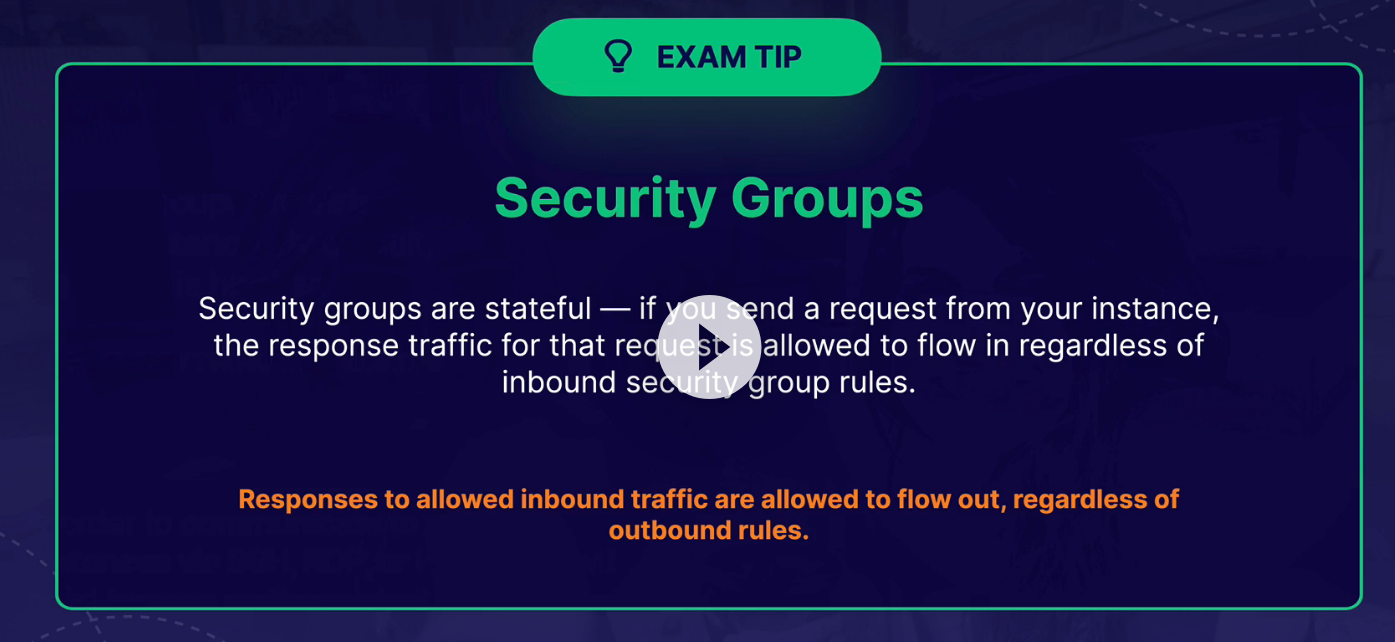 EXAM TIP
Security Groups
Security groups are stateful — if you send a request from your instance,
the response traffic for that request is allowed to flow in regardless of
inbound security group rules.
Responses to allowed inbound traffic are allowed to flow out, regardless of
outbound rules.